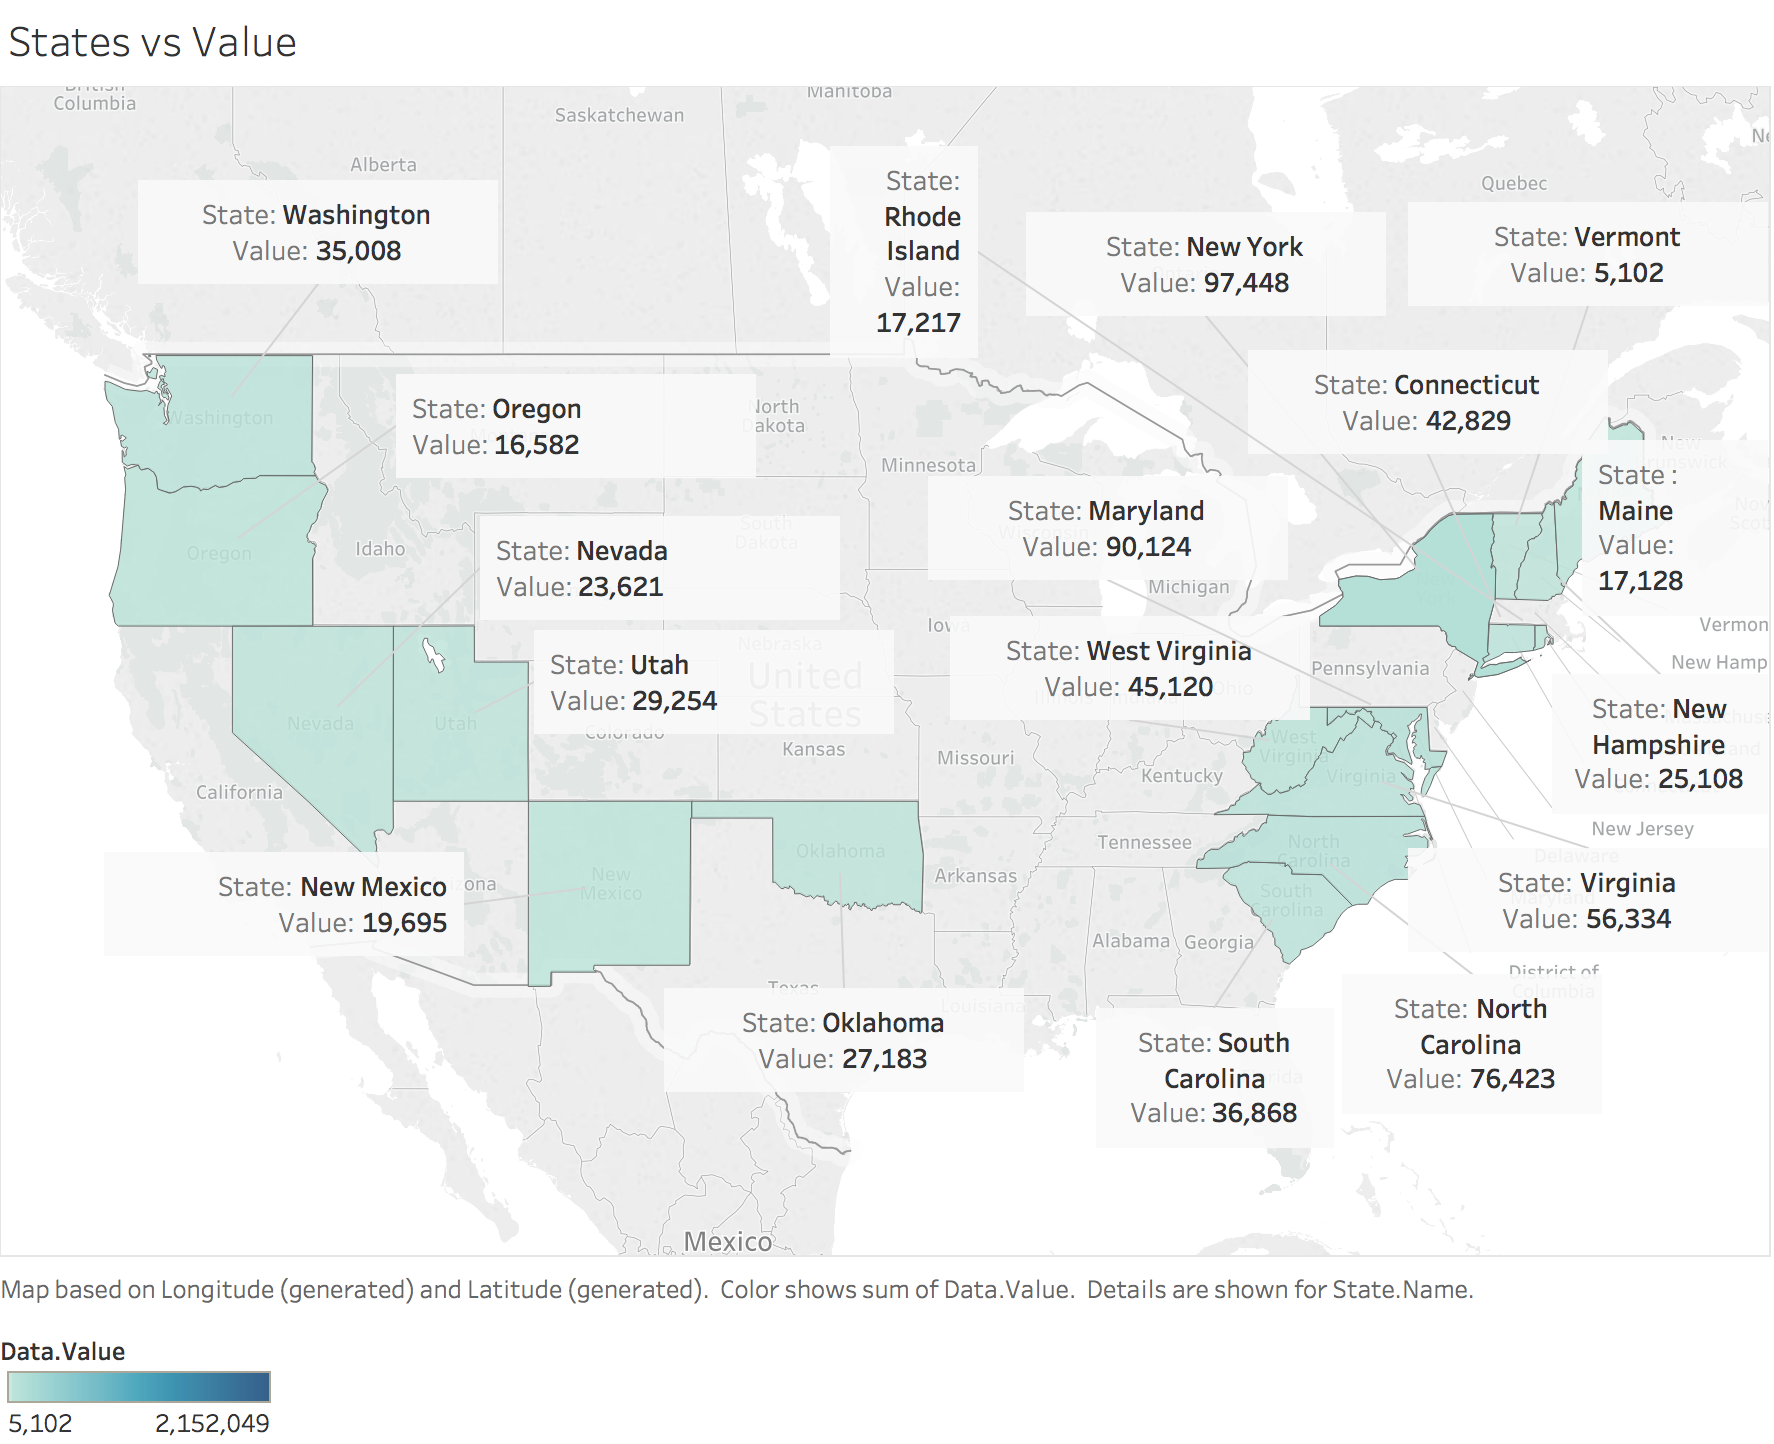 States vs Value
Columbia
Saskatchewan
Manitoba
Alberta
Quebec
State: Washington
Value: 35,008
State:
Rhode
Island
Value:
17,217
State: New York
Value: 97,448
State: Vermont
Value: 5,102
State: Connecticut
Value: 42,829
State: Oregon
Value: 16,582
North
Dakota
Washington
Minnesota
State :
Maine
Value:
17,128
State: Maryland
Value: 90,124
South
Dakota
Oregon
Idaho
State: Nevada
Value: 23,621
Michigan
Iowa
Vermon
New Hamp
State: Utah
Value: 29,254
Nebraska
United
States
State: West Virginia
Value: 45,120
Ohio
Pennsylvania
Nevada
Utah
Colorado
Kansas
Missouri
Kentucky
West
Virginia
Virginia
State: New
Hampshire
Value: 25,108
California
New Jersey
Tennessee
North
Carolina
Delaware
Maryland
Oklahoma
Arkansas
New
Mexico
South
Carolina
State: New Mexico
Value: 19,695
izona
State: Virginia
Value: 56,334
Alabama
Georgia
District of
Columbia
Texas
Louisiana
State: Oklahoma
Value: 27,183
State: South
Carolina
Value: 36,868
State: North
Carolina
Value: 76,423
Mexico
Map based on Longitude (generated) and Latitude (generated).  Color shows sum of Data.Value.  Details are shown for State.Name.
Data.Value
5,102
2,152,049